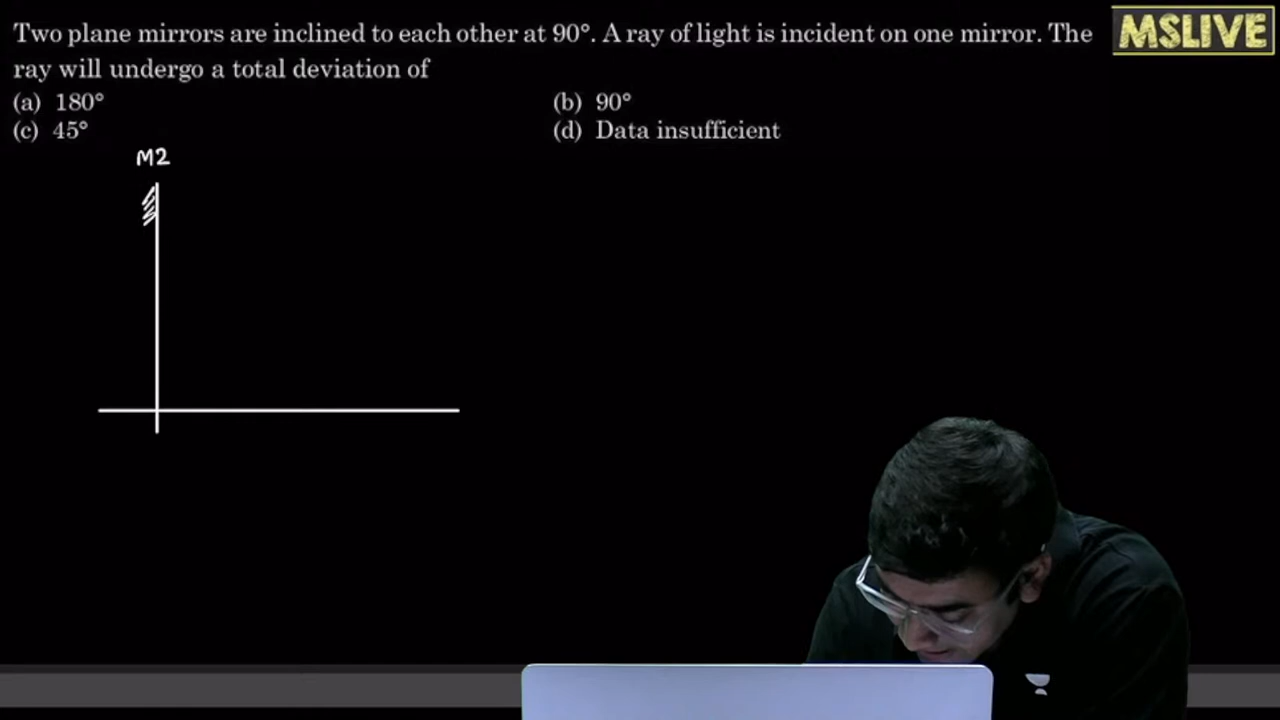 Two plane mirrors are inclined to each other at 90°. A ray of light is incident on one mirror. The
ray will undergo a total deviation of
(a) 180°
(b) 90°
(c) 45°
(d) Data insufficient
MSLIVE
M2